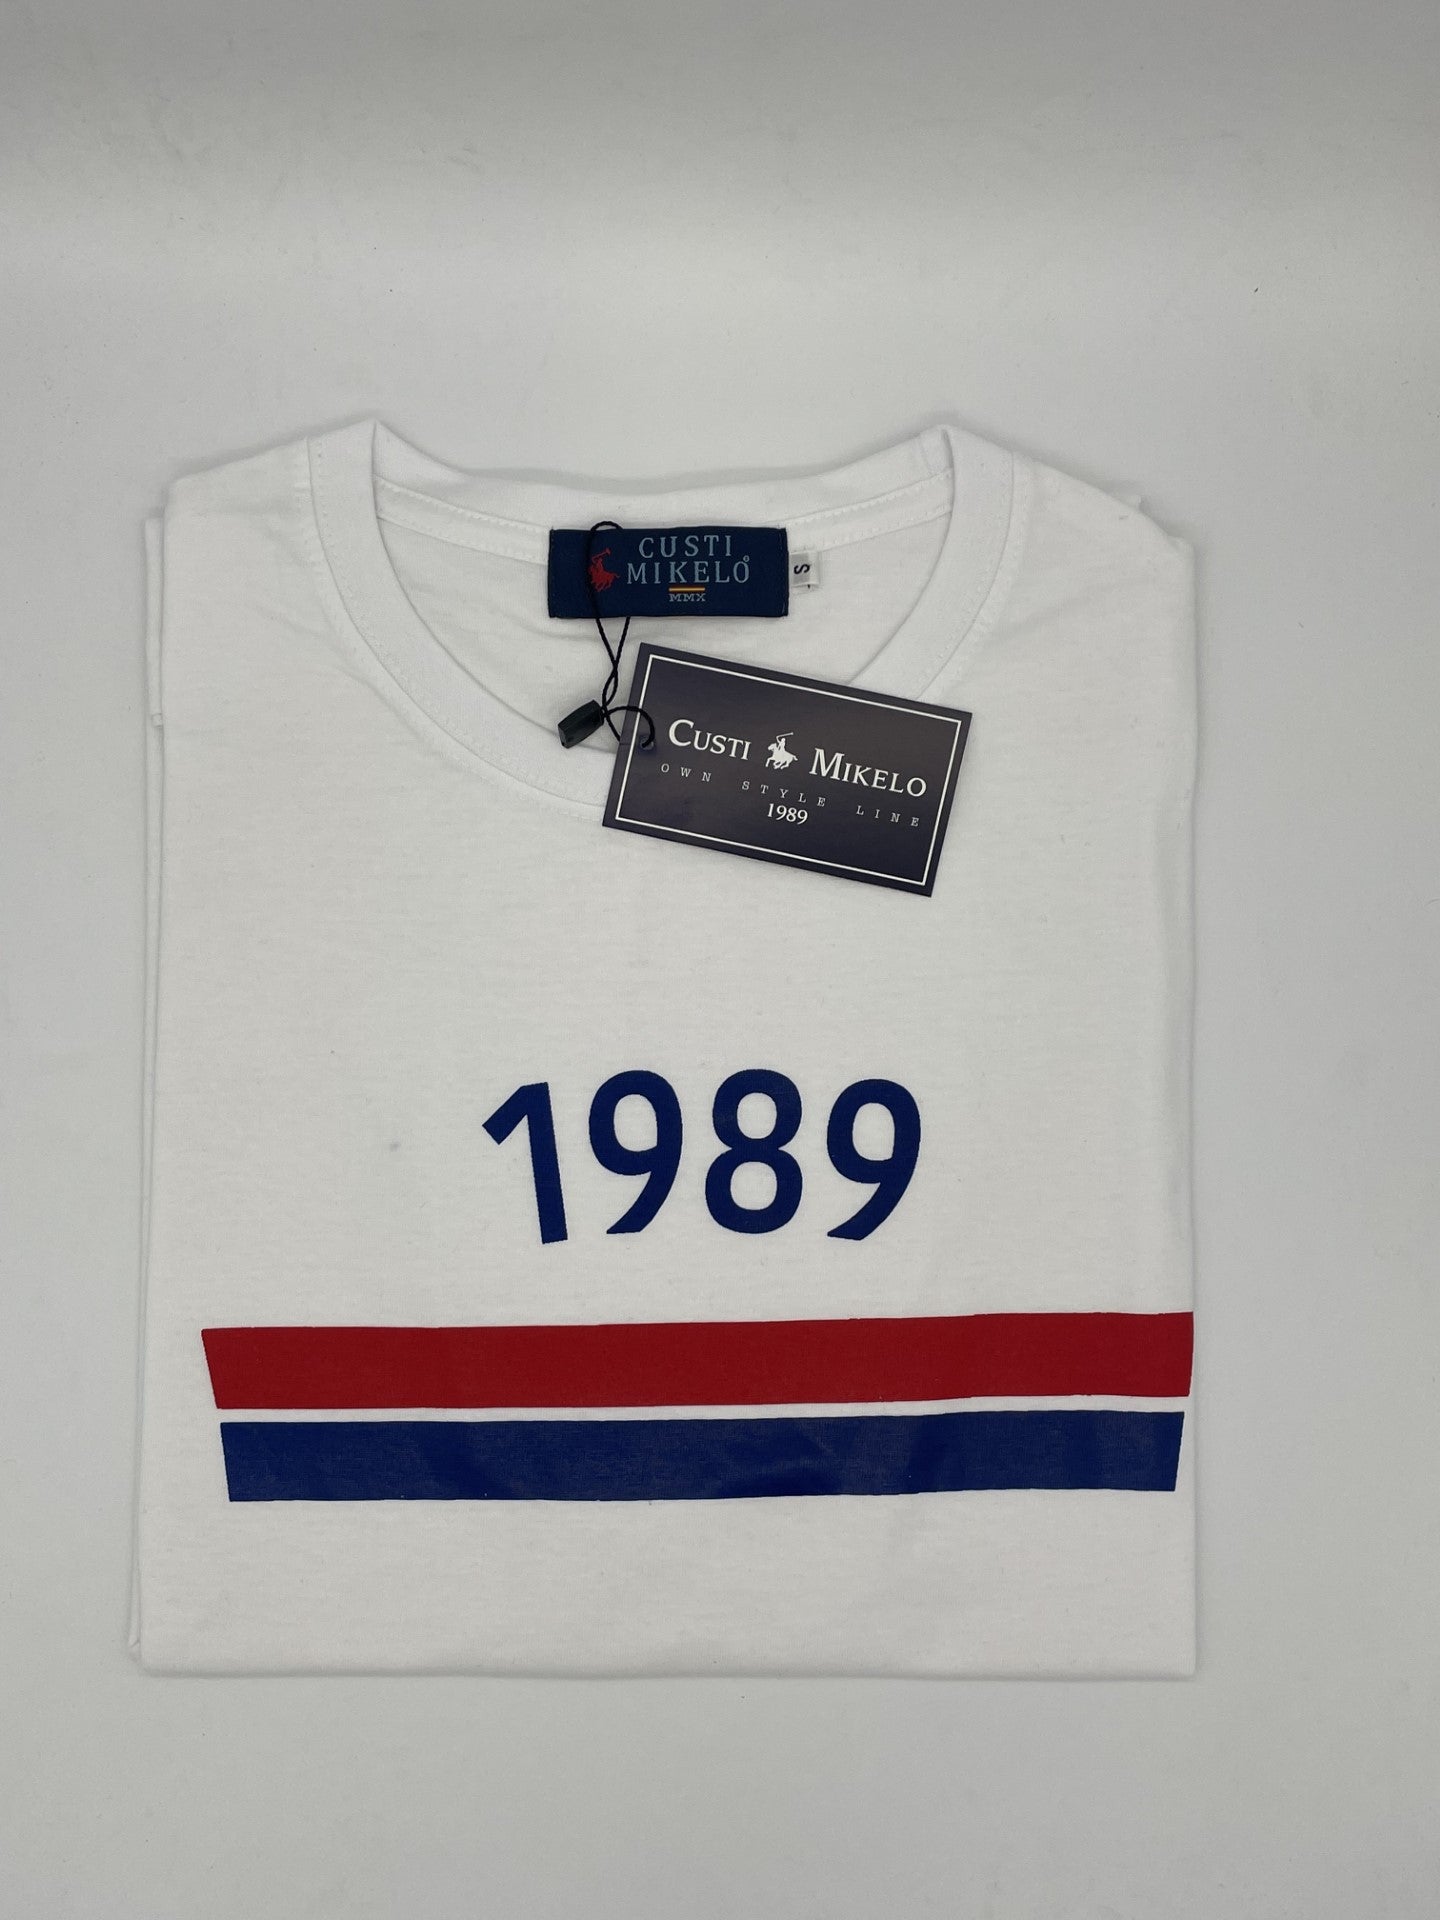 CUSTI
MIKELO
MMX
S
CUSTI MIKELO
OWN STYLE LINE
1989
1989